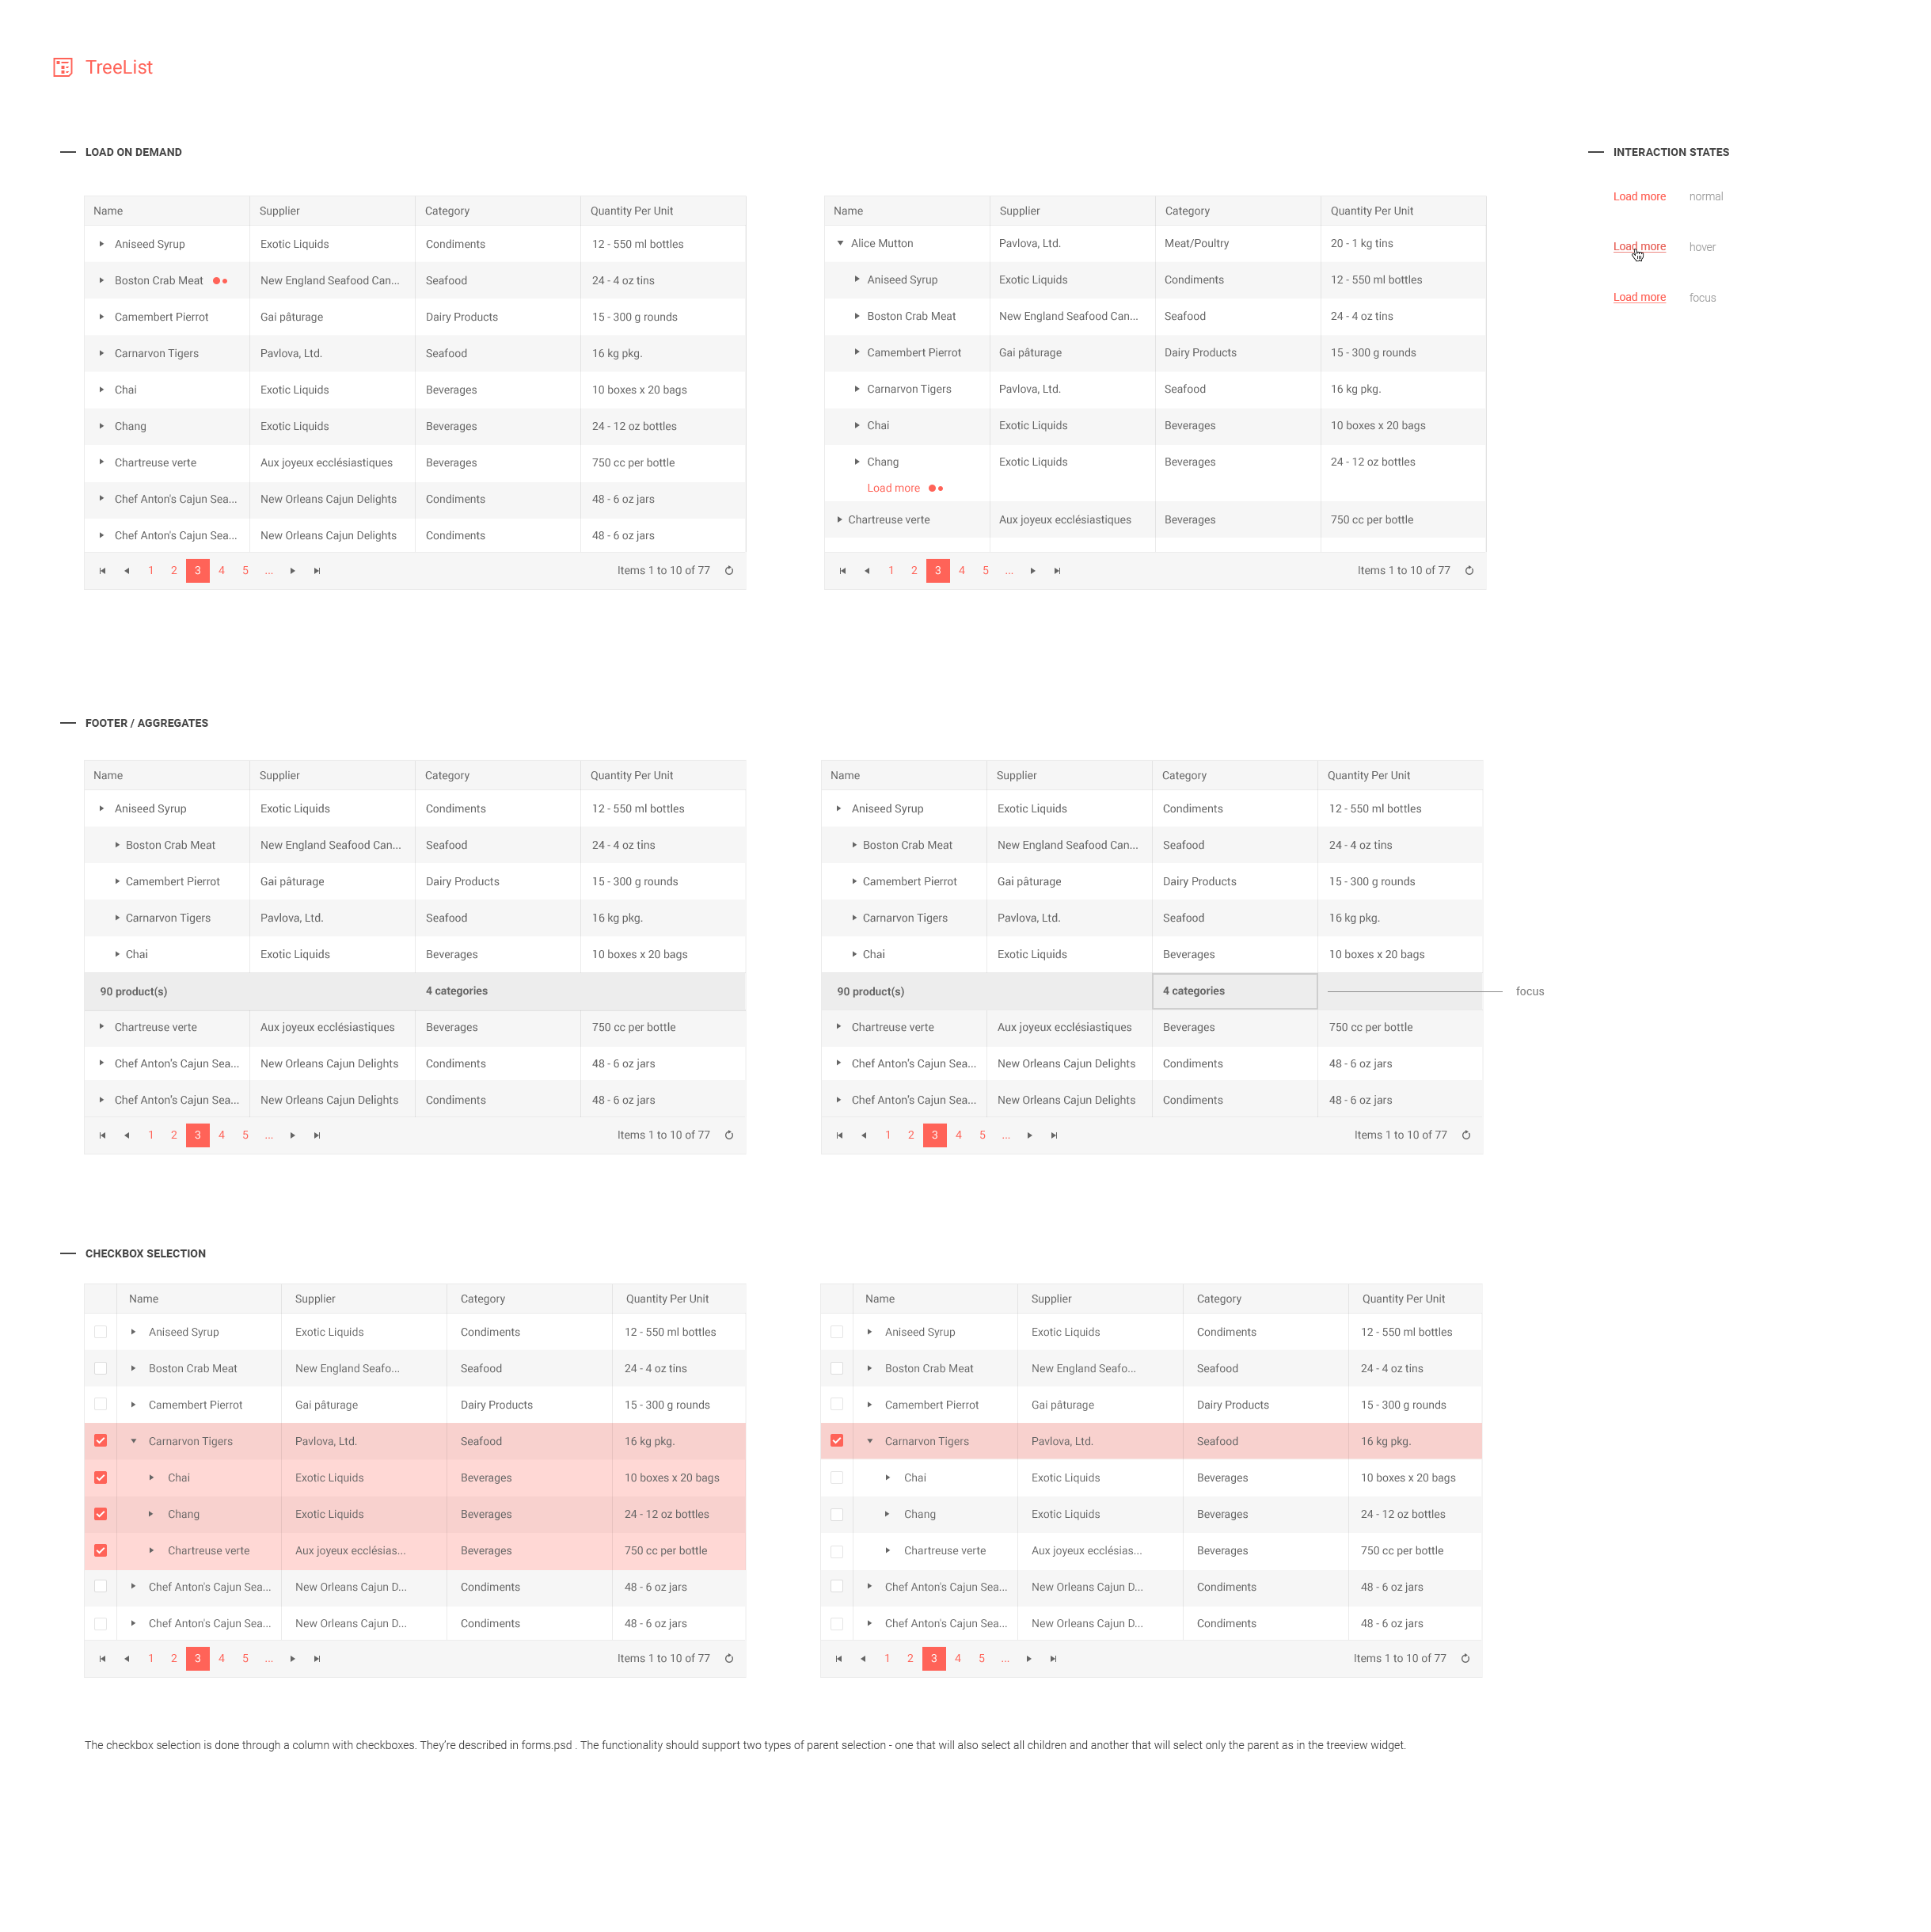 TreeList
LOAD ON DEMAND
INTERACTION STATES
Name Supplier Category Quantity Per Unit
Aniseed Syrup Exotic Liquids Condiments 12 - 550 ml bottles
Boston Crab Meat New England Seafood Can... Seafood 24 - 4 oz tins
Camembert Pierrot Gai pâturage Dairy Products 15 - 300 g rounds
Carnarvon Tigers Pavlova, Ltd. Seafood 16 kg pkg.
Chai Exotic Liquids Beverages 10 boxes x 20 bags
Chang Exotic Liquids Beverages 24 - 12 oz bottles
Chartreuse verte Aux joyeux ecclésiastiques Beverages 750 cc per bottle
Chef Anton's Cajun Sea... New Orleans Cajun Delights Condiments 48 - 6 oz jars
Chef Anton's Cajun Sea... New Orleans Cajun Delights Condiments 48 - 6 oz jars
1 2 3 4 5 ... Items 1 to 10 of 77
Name Supplier Category Quantity Per Unit
Alice Mutton Pavlova, Ltd. Meat/Poultry 20 - 1 kg tins
Aniseed Syrup Exotic Liquids Condiments 12 - 550 ml bottles
Boston Crab Meat New England Seafood Can... Seafood 24 - 4 oz tins
Camembert Pierrot Gai pâturage Dairy Products 15 - 300 g rounds
Carnarvon Tigers Pavlova, Ltd. Seafood 16 kg pkg.
Chai Exotic Liquids Beverages 10 boxes x 20 bags
Chang Exotic Liquids Beverages 24 - 12 oz bottles
Load more
Chartreuse verte Aux joyeux ecclésiastiques Beverages 750 cc per bottle
1 2 3 4 5 ... Items 1 to 10 of 77
Load more normal
Load more hover
Load more focus
FOOTER / AGGREGATES
Name Supplier Category Quantity Per Unit
Aniseed Syrup Exotic Liquids Condiments 12 - 550 ml bottles
Boston Crab Meat New England Seafood Can... Seafood 24 - 4 oz tins
Camembert Pierrot Gai pâturage Dairy Products 15 - 300 g rounds
Carnarvon Tigers Pavlova, Ltd. Seafood 16 kg pkg.
Chai Exotic Liquids Beverages 10 boxes x 20 bags
90 product(s) 4 categories
Chartreuse verte Aux joyeux ecclésiastiques Beverages 750 cc per bottle
Chef Anton's Cajun Sea... New Orleans Cajun Delights Condiments 48 - 6 oz jars
Chef Anton's Cajun Sea... New Orleans Cajun Delights Condiments 48 - 6 oz jars
1 2 3 4 5 ... Items 1 to 10 of 77
Name Supplier Category Quantity Per Unit
Aniseed Syrup Exotic Liquids Condiments 12 - 550 ml bottles
Boston Crab Meat New England Seafood Can... Seafood 24 - 4 oz tins
Camembert Pierrot Gai pâturage Dairy Products 15 - 300 g rounds
Carnarvon Tigers Pavlova, Ltd. Seafood 16 kg pkg.
Chai Exotic Liquids Beverages 10 boxes x 20 bags
90 product(s) 4 categories focus
Chartreuse verte Aux joyeux ecclésiastiques Beverages 750 cc per bottle
Chef Anton's Cajun Sea... New Orleans Cajun Delights Condiments 48 - 6 oz jars
Chef Anton's Cajun Sea... New Orleans Cajun Delights Condiments 48 - 6 oz jars
1 2 3 4 5 ... Items 1 to 10 of 77
CHECKBOX SELECTION
Name Supplier Category Quantity Per Unit
Aniseed Syrup Exotic Liquids Condiments 12 - 550 ml bottles
Boston Crab Meat New England Seafo... Seafood 24 - 4 oz tins
Camembert Pierrot Gai pâturage Dairy Products 15 - 300 g rounds
Carnarvon Tigers Pavlova, Ltd. Seafood 16 kg pkg.
Chai Exotic Liquids Beverages 10 boxes x 20 bags
Chang Exotic Liquids Beverages 24 - 12 oz bottles
Chartreuse verte Aux joyeux ecclésias... Beverages 750 cc per bottle
Chef Anton's Cajun Sea... New Orleans Cajun D... Condiments 48 - 6 oz jars
Chef Anton's Cajun Sea... New Orleans Cajun D... Condiments 48 - 6 oz jars
1 2 3 4 5 ... Items 1 to 10 of 77
Name Supplier Category Quantity Per Unit
Aniseed Syrup Exotic Liquids Condiments 12 - 550 ml bottles
Boston Crab Meat New England Seafo... Seafood 24 - 4 oz tins
Camembert Pierrot Gai pâturage Dairy Products 15 - 300 g rounds
Carnarvon Tigers Pavlova, Ltd. Seafood 16 kg pkg.
Chai Exotic Liquids Beverages 10 boxes x 20 bags
Chang Exotic Liquids Beverages 24 - 12 oz bottles
Chartreuse verte Aux joyeux ecclésias... Beverages 750 cc per bottle
Chef Anton's Cajun Sea... New Orleans Cajun D... Condiments 48 - 6 oz jars
Chef Anton's Cajun Sea... New Orleans Cajun D... Condiments 48 - 6 oz jars
1 2 3 4 5 ... Items 1 to 10 of 77
The checkbox selection is done through a column with checkboxes. They're described in forms.psd . The functionality should support two types of parent selection - one that will also select all children and another that will select only the parent as in the treeview widget.